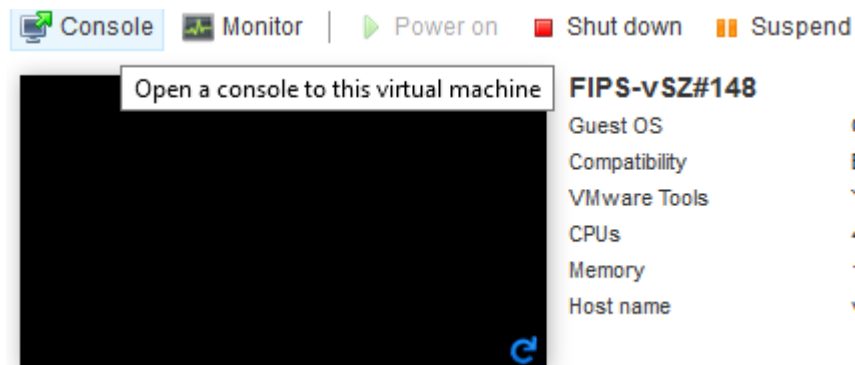 Console Monitor Power on Shut down Suspend
Open a console to this virtual machine
FIPS-vSZ#148
Guest OS
Compatibility
VMware Tools
CPUs
Memory
Host name